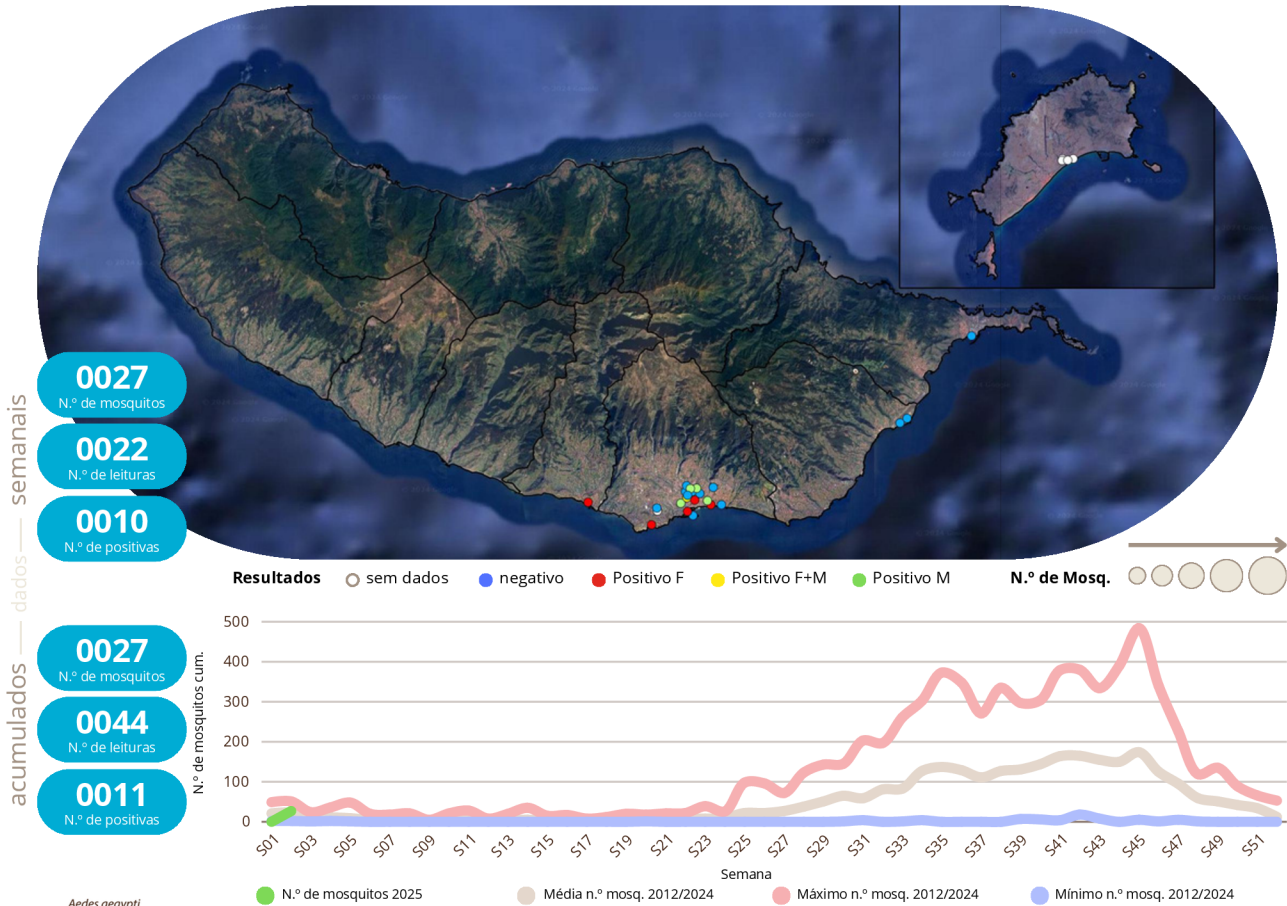 0027
N.º de mosquitos
0022
N.º de leituras
0010
N.º de positivas
semanais
dados
acumulados
Resultados
sem dados
negativo
Positivo F
Positivo F+M
Positivo M
N.º de Mosq.
0027
N.º de mosquitos
0044
N.º de leituras
0011
N.º de positivas
N.º de mosquitos cum.
500
400
300
200
100
0
S01
S03
S05
S07
S09
S11
S13
S15
S17
S19
S21
S23
S25
S27
S29
S31
S33
S35
S37
S39
S41
S43
S45
S47
S49
S51
Semana
N.º de mosquitos 2025
Média n.º mosq. 2012/2024
Máximo n.º mosq. 2012/2024
Mínimo n.º mosq. 2012/2024
Aedes aegypti